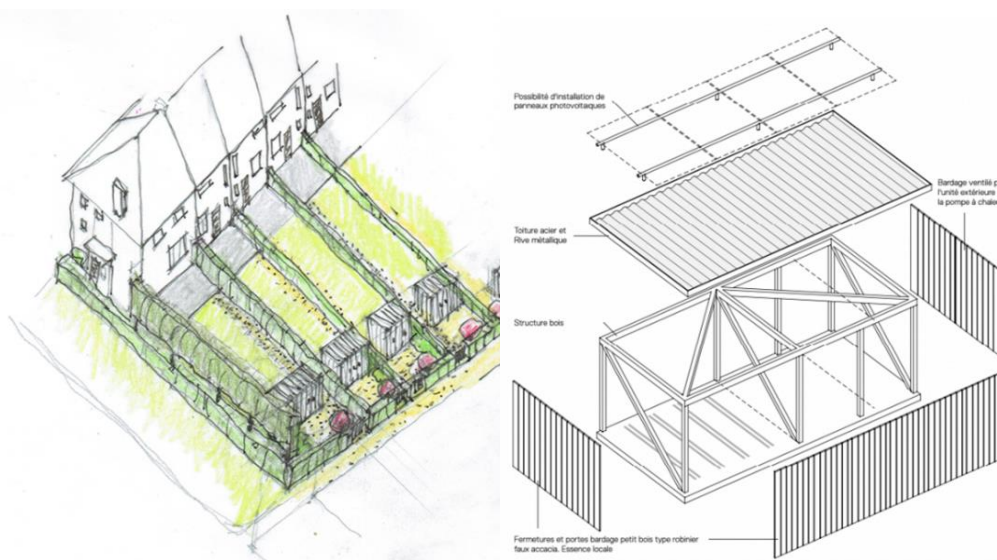 Possibilité d'installation de
panneaux photovoltaïques
Bardage ventilé
l'unité extérieure
la pompe à
Toiture acier et
Rive métallique
Structure bois
Fermetures et portes bardage petit bois type robinier
faux accacia. Essence locale